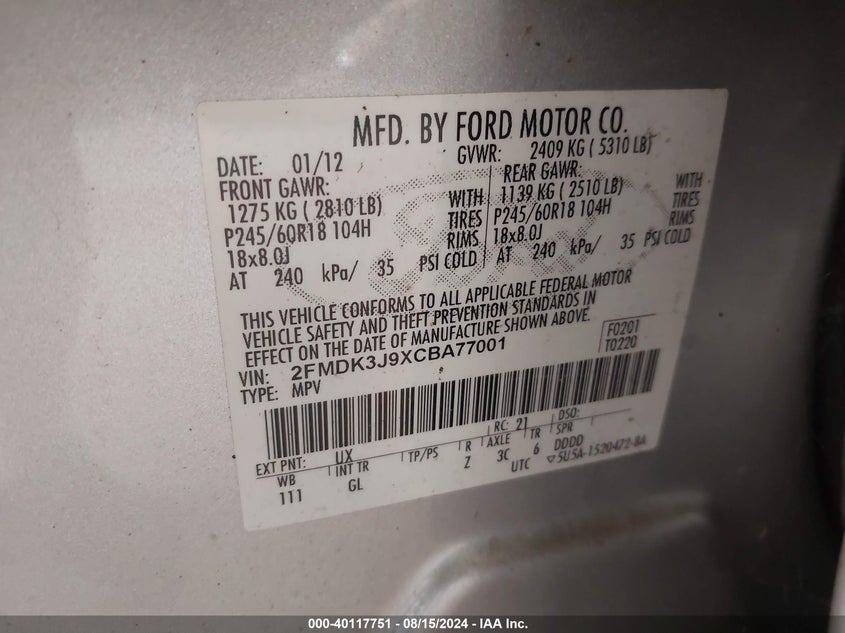 MFD. BY FORD MOTOR CO.
DATE: 01/12 GVWR: 2409 KG ( 5310 LB)
FRONT GAWR: REAR GAWR:
1275 KG ( 2810 LB) WITH 1139 KG ( 2510 LB) WITH
P245/60R18 104H TIRES P245/60R18 104H TIRES
18x8.0J RIMS 18x8.0J RIMS
AT 240 kPa/ 35 PSI COLD AT 240 kPa/ 35 PSI COLD
THIS VEHICLE CONFORMS TO ALL APPLICABLE FEDERAL MOTOR
VEHICLE SAFETY AND THEFT PREVENTION STANDARDS IN
EFFECT ON THE DATE OF MANUFACTURE SHOWN ABOVE.
VIN: 2FMDK3J9XCBA77001 F0201
TYPE: MPV T0220
EXT PNT: UX RC: 21 DSO:
WB INT TR TP/PS R AXLE TR SPR
111 GL Z 3C 6 DDDD
UTC ▽5U5A-1520472-BA
000-40117751 - 08/15/2024 - IAA Inc.